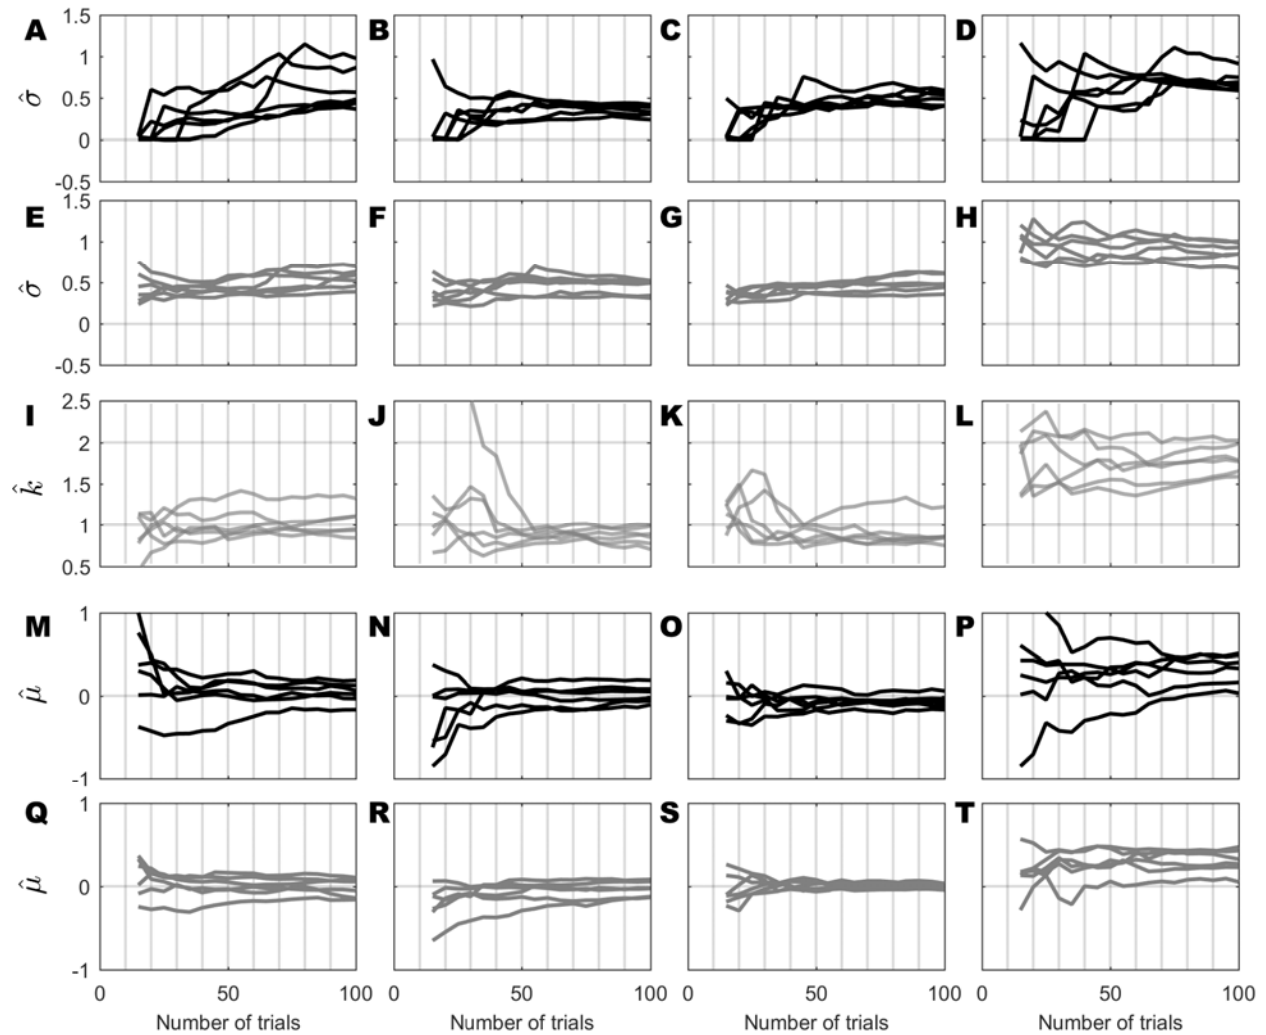 A B C D
1.5
1
0.5
0
-0.5
σ̂
E F G H
1.5
1
0.5
0
-0.5
σ̂
I J K L
2.5
2
1.5
1
0.5
k̂
M N O P
1
0
-1
μ̂
Q R S T
1
0
-1
μ̂
0 50 100 0 50 100 0 50 100 0 50 100
Number of trials Number of trials Number of trials Number of trials